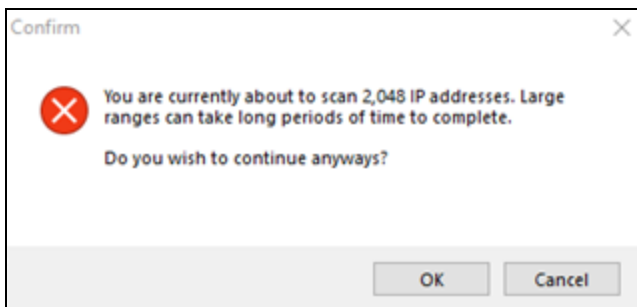 Confirm
You are currently about to scan 2,048 IP addresses. Large
ranges can take long periods of time to complete.
Do you wish to continue anyways?
OK
Cancel